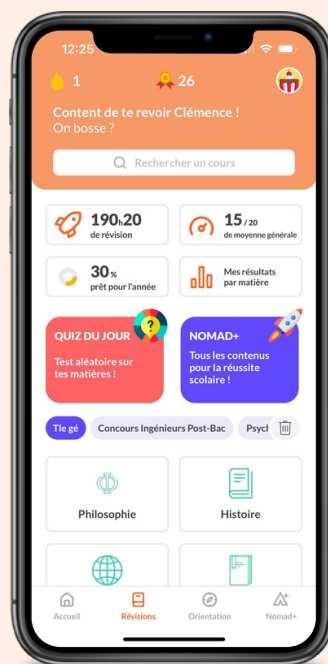 12:25
1
26
Content de te revoir Clémence !
On bosse ?
Rechercher un cours
190h20
de révision
15 / 20
de moyenne générale
30 %
prêt pour l'année
Mes résultats
par matière
QUIZ DU JOUR
Test aléatoire sur
tes matières !
NOMAD+
Tous les contenus
pour la réussite
scolaire !
Tle gé
Concours Ingénieurs Post-Bac
Psych
Philosophie
Histoire
Accueil
Révisions
Orientation
Nomad+